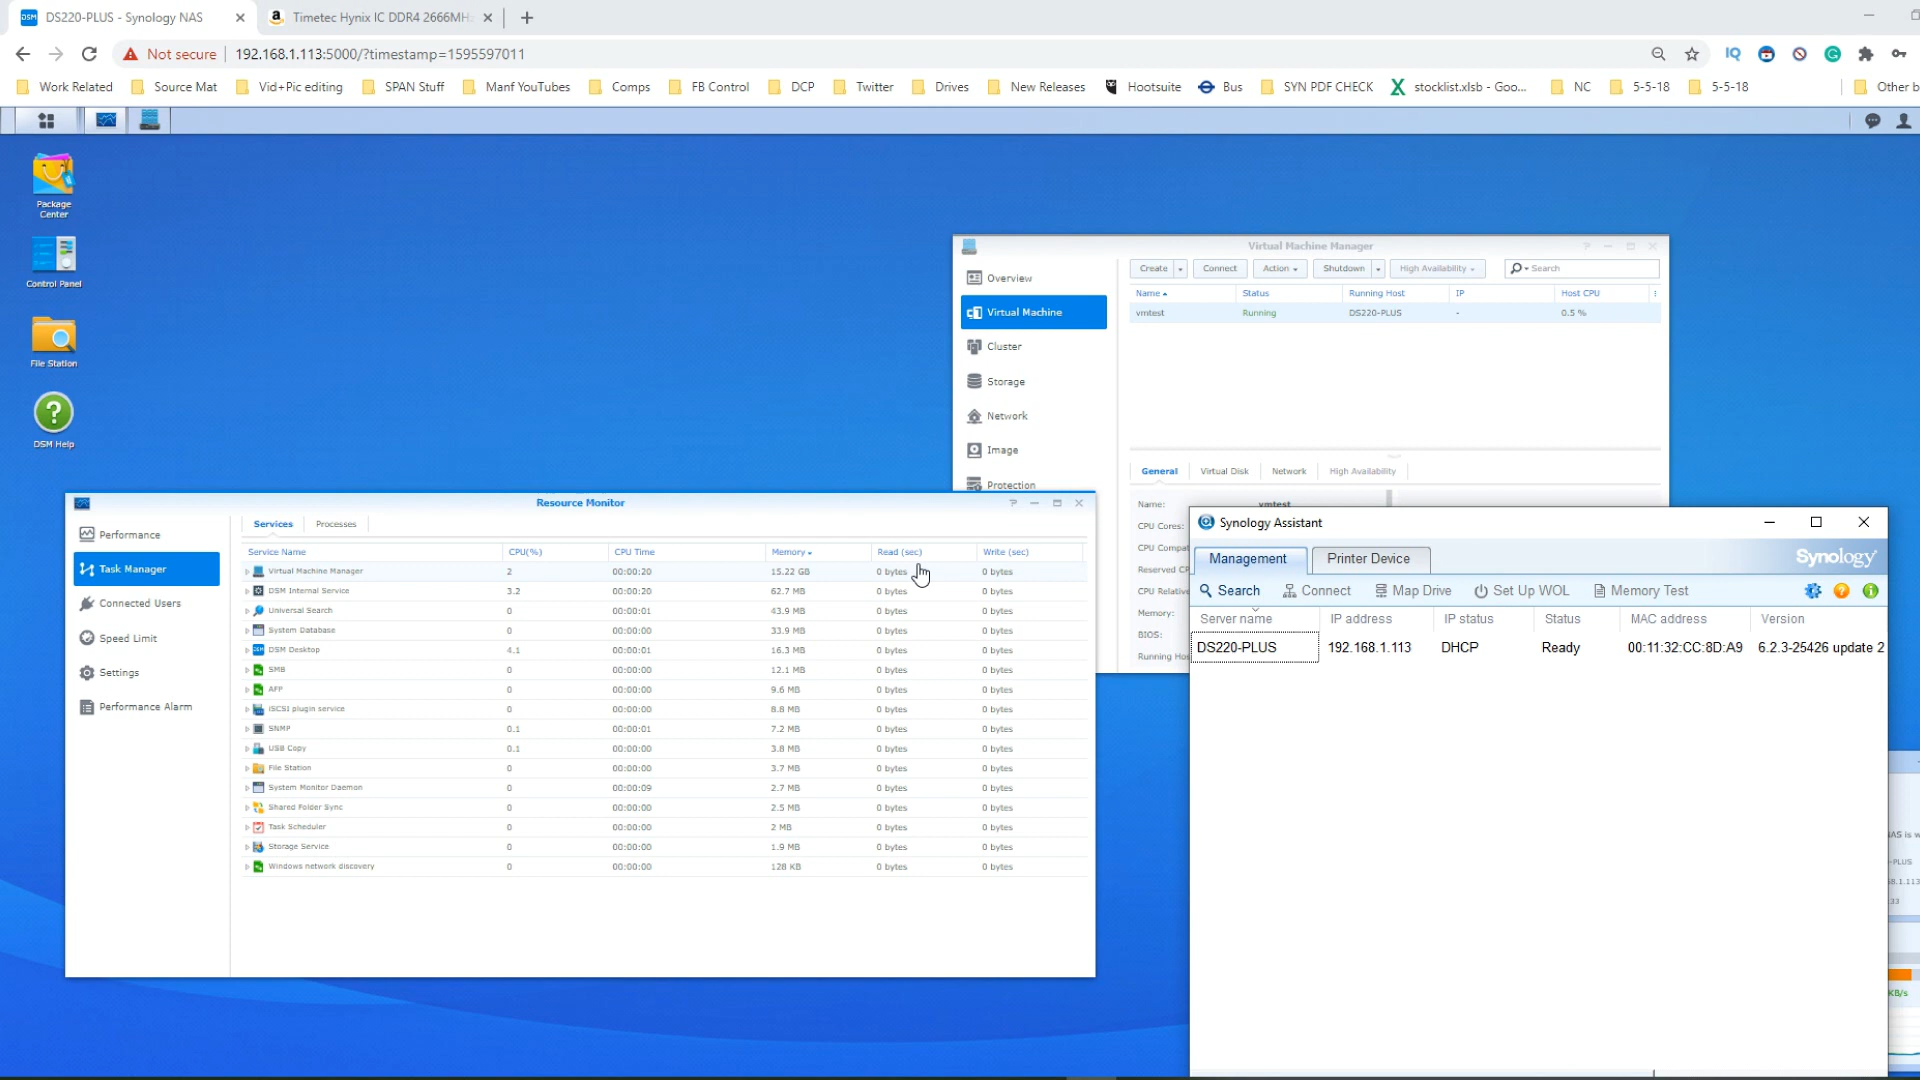 DS220-PLUS - Synology NAS
Timetec Hynix IC DDR4 2666MH
Not secure
192.168.1.113:5000/?timestamp=1595597011
Work Related
Source Mat
Vid+Pic editing
SPAN Stuff
Manf YouTubes
Comps
FB Control
DCP
Twitter
Drives
New Releases
Hootsuite
Bus
SYN PDF CHECK
stocklist.xlsb - Goo...
NC
5-5-18
5-5-18
Other b
Package
Center
Control Panel
File Station
DSM Help
Virtual Machine Manager
Overview
Virtual Machine
Cluster
Storage
Network
Image
Protection
Create
Connect
Action
Shutdown
High Availability
Search
Name Status Running Host IP Host CPU
vmtest Running DS220-PLUS - 0.5 %
General Virtual Disk Network High Availability
Name: vmtest
CPU Cores:
CPU Compat
Reserved CP
CPU Relative
Memory:
BIOS:
Running Hos
Resource Monitor
Performance
Task Manager
Connected Users
Speed Limit
Settings
Performance Alarm
Services Processes
Service Name CPU(%) CPU Time Memory Read (sec) Write (sec)
Virtual Machine Manager 2 00:00:20 15.22 GB 0 bytes 0 bytes
DSM Internal Service 3.2 00:00:20 62.7 MB 0 bytes 0 bytes
Universal Search 0 00:00:01 43.9 MB 0 bytes 0 bytes
System Database 0 00:00:00 33.9 MB 0 bytes 0 bytes
DSM Desktop 4.1 00:00:01 16.3 MB 0 bytes 0 bytes
SMB 0 00:00:00 12.1 MB 0 bytes 0 bytes
AFP 0 00:00:00 9.6 MB 0 bytes 0 bytes
iSCSI plugin service 0 00:00:00 8.8 MB 0 bytes 0 bytes
SNMP 0.1 00:00:01 7.2 MB 0 bytes 0 bytes
USB Copy 0.1 00:00:00 3.8 MB 0 bytes 0 bytes
File Station 0 00:00:00 3.7 MB 0 bytes 0 bytes
System Monitor Daemon 0 00:00:09 2.7 MB 0 bytes 0 bytes
Shared Folder Sync 0 00:00:00 2.5 MB 0 bytes 0 bytes
Task Scheduler 0 00:00:00 2 MB 0 bytes 0 bytes
Storage Service 0 00:00:00 1.9 MB 0 bytes 0 bytes
Windows network discovery 0 00:00:00 128 KB 0 bytes 0 bytes
Synology Assistant
Management Printer Device
Synology
Search Connect Map Drive Set Up WOL Memory Test
Server name IP address IP status Status MAC address Version
DS220-PLUS 192.168.1.113 DHCP Ready 00:11:32:CC:8D:A9 6.2.3-25426 update 2
AS is w
-PLUS
8.1.113
33
KB/s